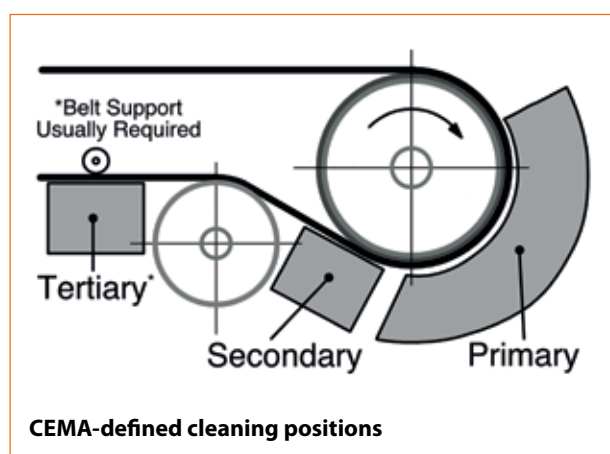 *Belt Support
Usually Required
Tertiary*
Secondary
Primary
CEMA-defined cleaning positions